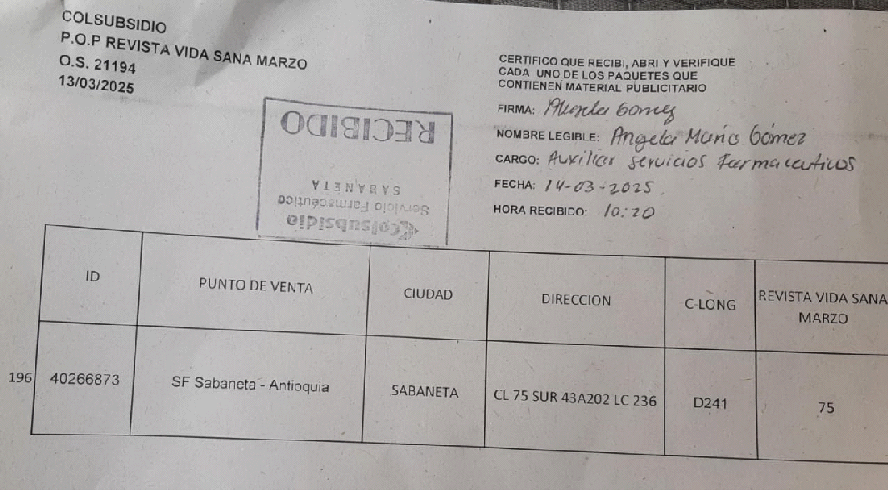 COLSUBSIDIO
P.O.P REVISTA VIDA SANA MARZO
O.S. 21194
13/03/2025
CERTIFICO QUE RECIBI, ABRI Y VERIFIQUE
CADA UNO DE LOS PAQUETES QUE
CONTIENEN MATERIAL PUBLICITARIO
FIRMA:
NOMBRE LEGIBLE: Angela Maria Gómez
CARGO: Auxiliar servicios farmaceuticos
FECHA: 14-03-2025
HORA RECIBIDO: 10:20
Colsubsidio
Servicio Farmacéutico
SABANETA
RECIBIDO
ID PUNTO DE VENTA CIUDAD DIRECCION C-LONG REVISTA VIDA SANA MARZO
196 40266873 SF Sabaneta - Antioquia SABANETA CL 75 SUR 43A202 LC 236 D241 75